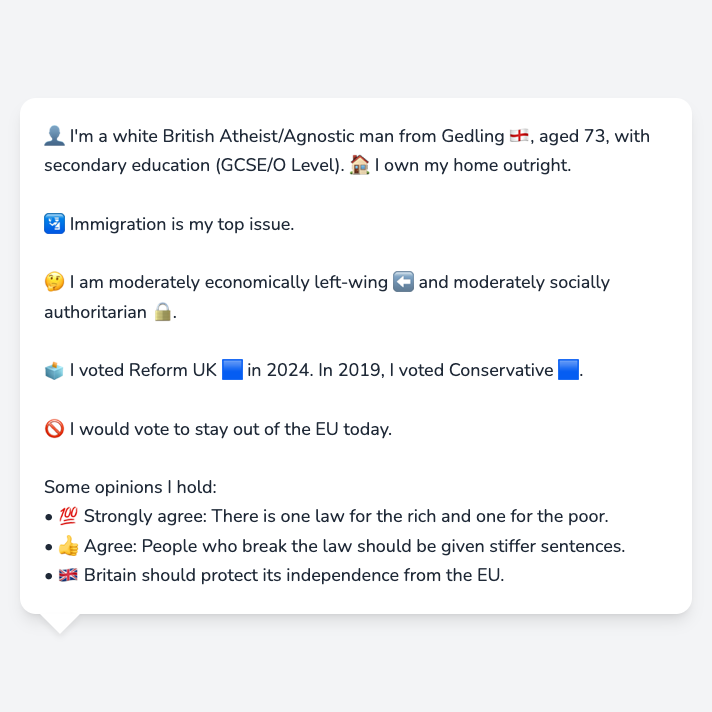 👤 I'm a white British Atheist/Agnostic man from Gedling 🏴󠁧󠁢󠁥󠁮󠁧󠁿, aged 73, with
secondary education (GCSE/O Level). 🏠 I own my home outright.
🛂 Immigration is my top issue.
🤔 I am moderately economically left-wing ⬅️ and moderately socially
authoritarian 🔒.
🗳️ I voted Reform UK 🟦 in 2024. In 2019, I voted Conservative 🟦.
🚫 I would vote to stay out of the EU today.
Some opinions I hold:
• 💯 Strongly agree: There is one law for the rich and one for the poor.
• 👍 Agree: People who break the law should be given stiffer sentences.
• 🇬🇧 Britain should protect its independence from the EU.